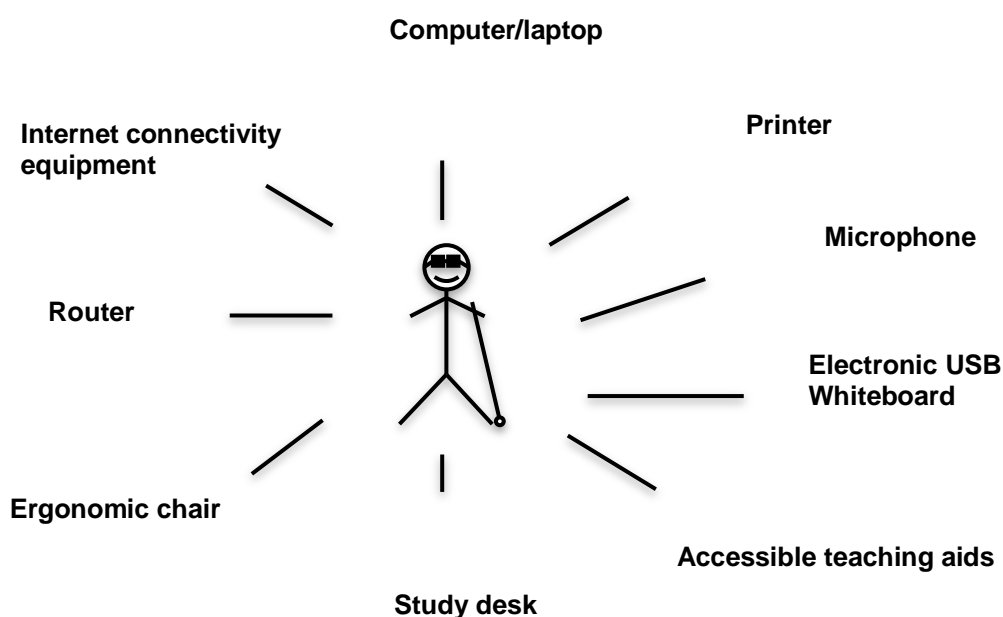 Computer/laptop
Printer
Internet connectivity
equipment
Microphone
Router
Electronic USB
Whiteboard
Ergonomic chair
Accessible teaching aids
Study desk